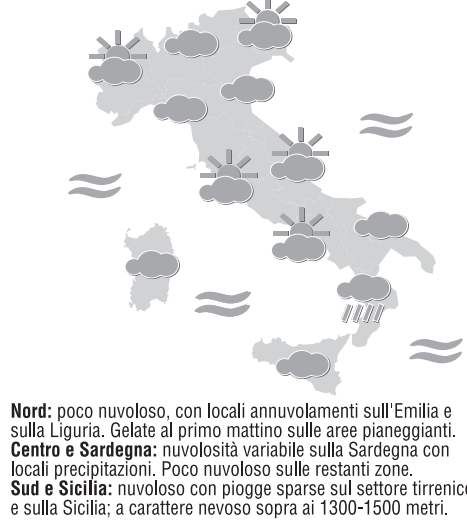 Nord: poco nuvoloso, con locali annuvolamenti sull'Emilia e
sulla Liguria. Gelate al primo mattino sulle aree pianeggianti.
Centro e Sardegna: nuvolosità variabile sulla Sardegna con
locali precipitazioni. Poco nuvoloso sulle restanti zone.
Sud e Sicilia: nuvoloso con piogge sparse sul settore tirrenico
e sulla Sicilia; a carattere nevoso sopra ai 1300-1500 metri.